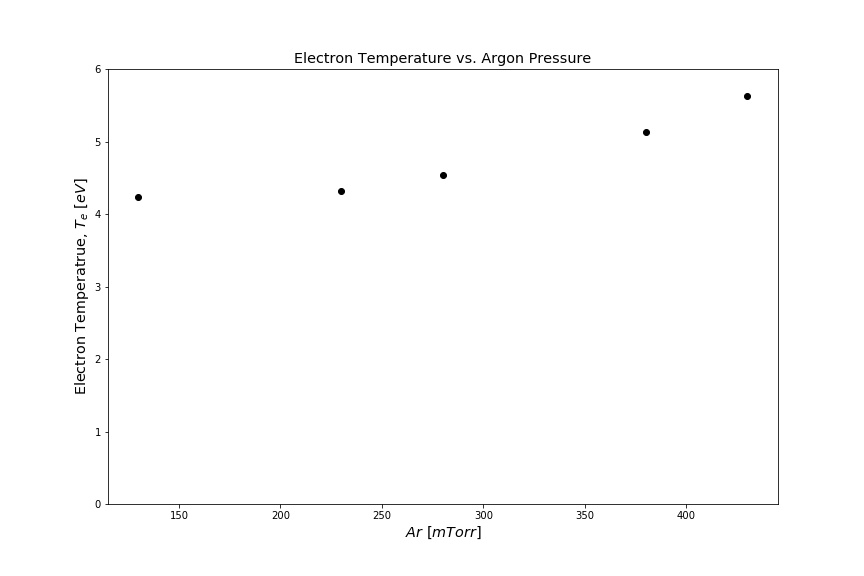 Electron Temperature vs. Argon Pressure
6
5
4
3
2
1
0
Electron Temperatrue, T_e [eV]
150 200 250 300 350 400
Ar [mTorr]